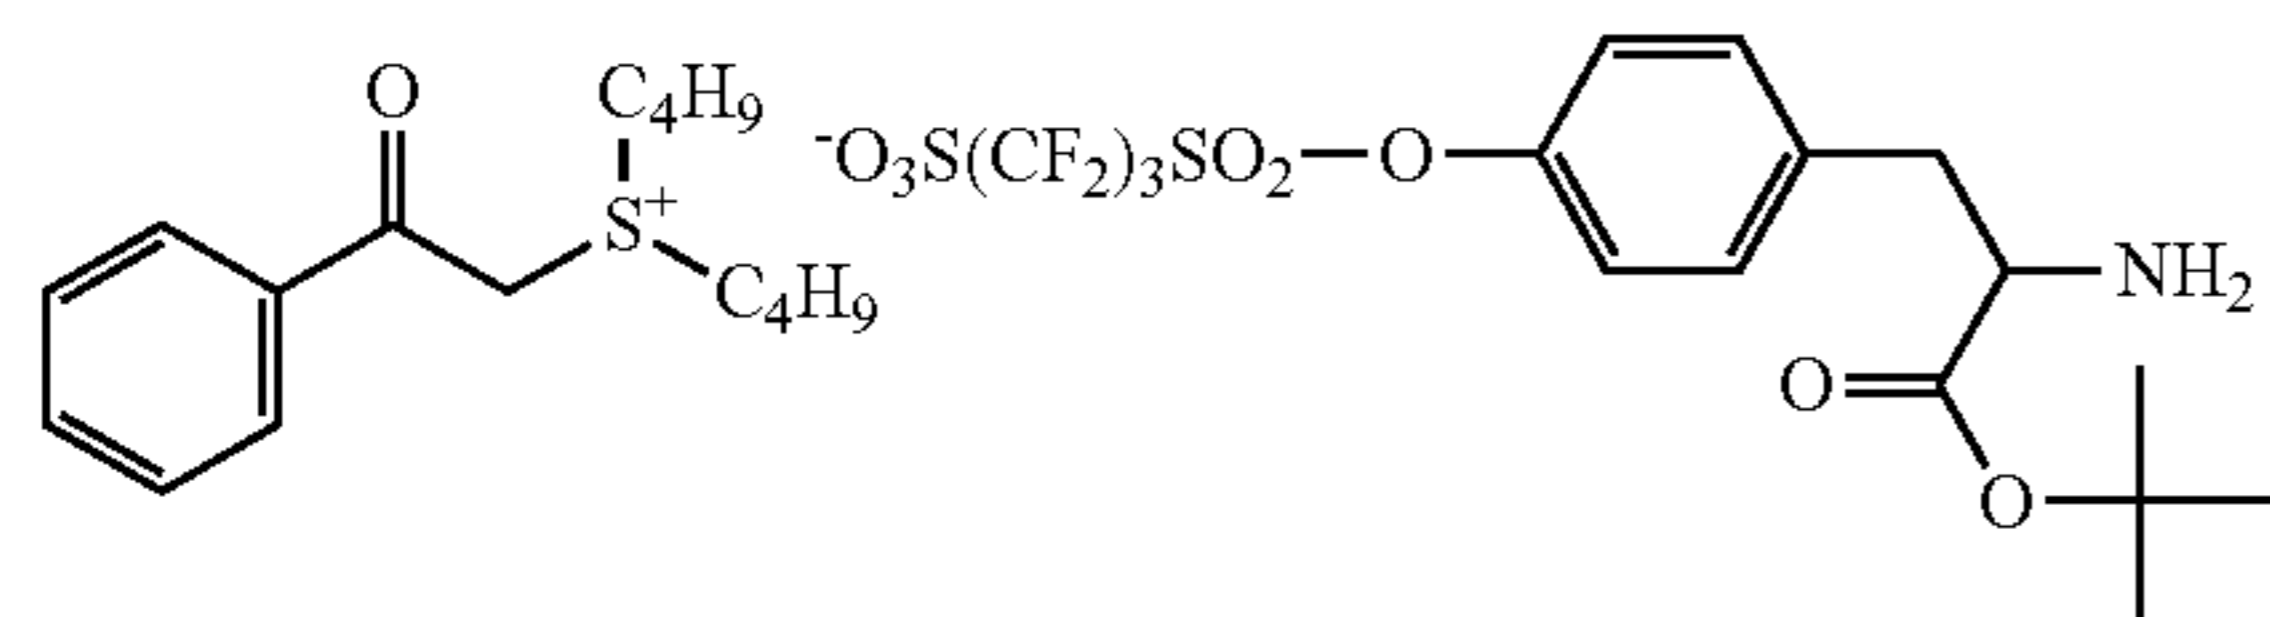 O
C₄H₉
⁻O₃S(CF₂)₃SO₂ O
S⁺
C₄H₉
NH₂
O
O